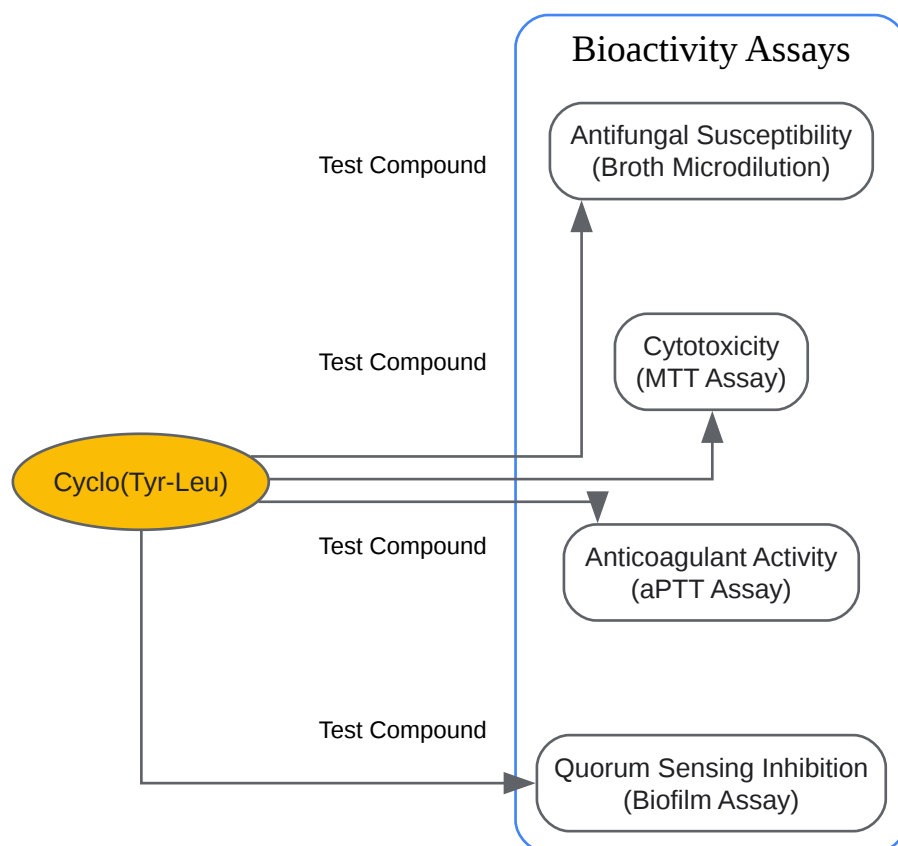 Bioactivity Assays
Test Compound
Antifungal Susceptibility
(Broth Microdilution)
Test Compound
Cytotoxicity
(MTT Assay)
Cyclo(Tyr-Leu)
Test Compound
Anticoagulant Activity
(aPTT Assay)
Test Compound
Quorum Sensing Inhibition
(Biofilm Assay)